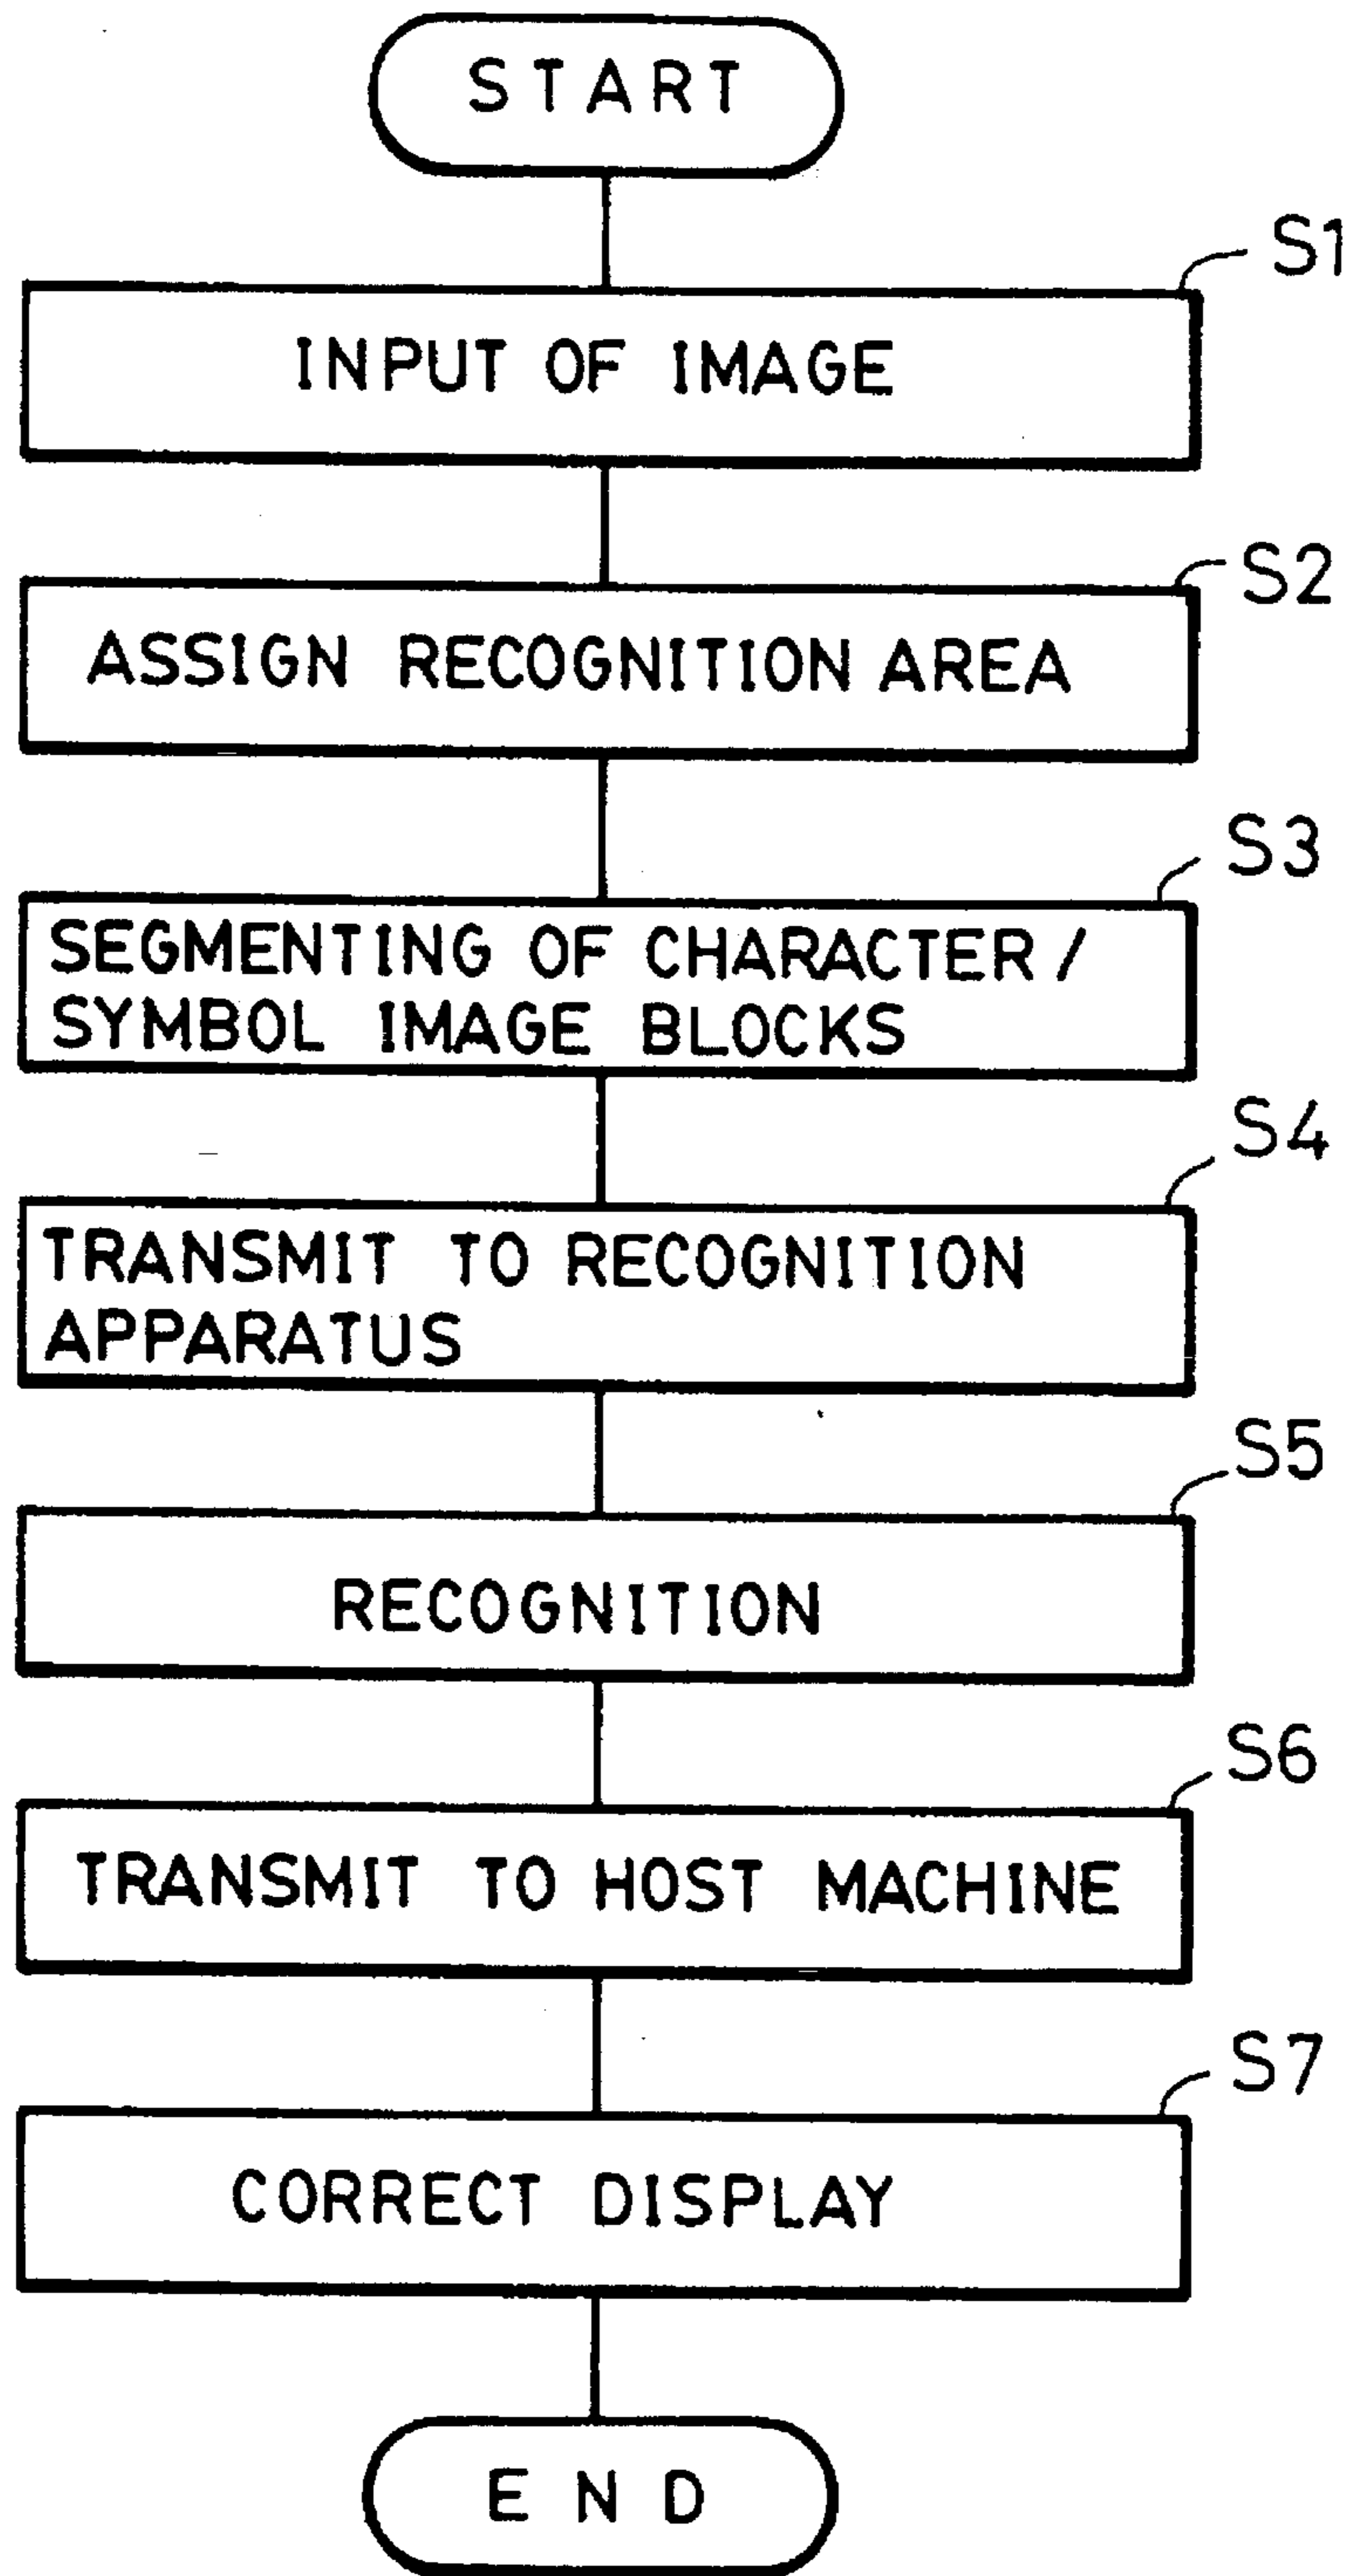 START
S1
INPUT OF IMAGE
S2
ASSIGN RECOGNITION AREA
S3
SEGMENTING OF CHARACTER /
SYMBOL IMAGE BLOCKS
S4
TRANSMIT TO RECOGNITION
APPARATUS
S5
RECOGNITION
S6
TRANSMIT TO HOST MACHINE
S7
CORRECT DISPLAY
END